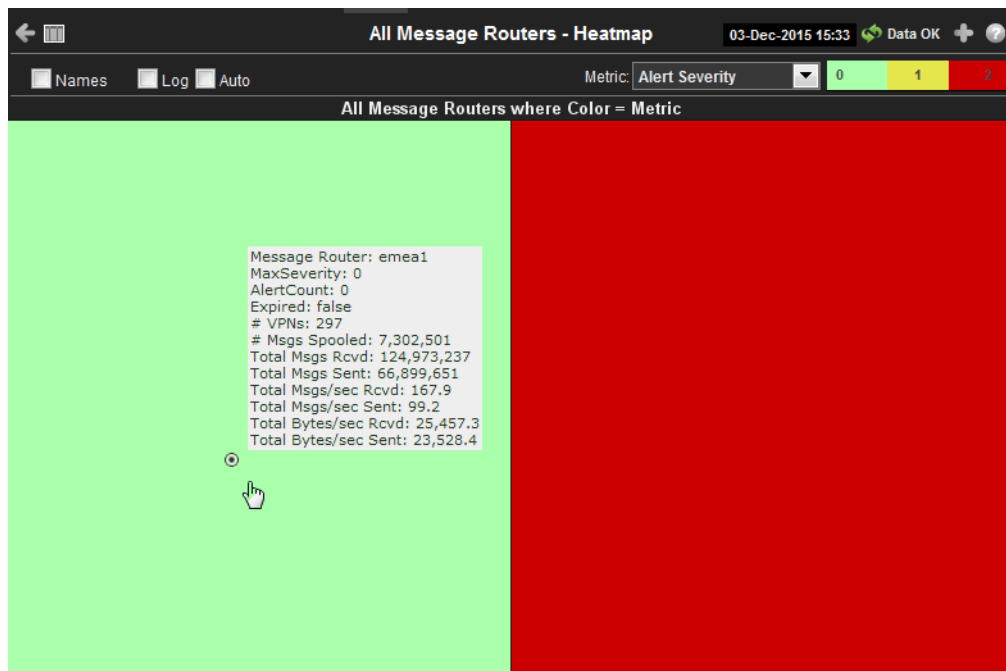 All Message Routers - Heatmap 03-Dec-2015 15:33 Data OK
Names Log Auto Metric: Alert Severity 0 1 2
All Message Routers where Color = Metric
Message Router: emea1
MaxSeverity: 0
AlertCount: 0
Expired: false
# VPNs: 297
# Msgs Spooled: 7,302,501
Total Msgs Rcvd: 124,973,237
Total Msgs Sent: 66,899,651
Total Msgs/sec Rcvd: 167.9
Total Msgs/sec Sent: 99.2
Total Bytes/sec Rcvd: 25,457.3
Total Bytes/sec Sent: 23,528.4